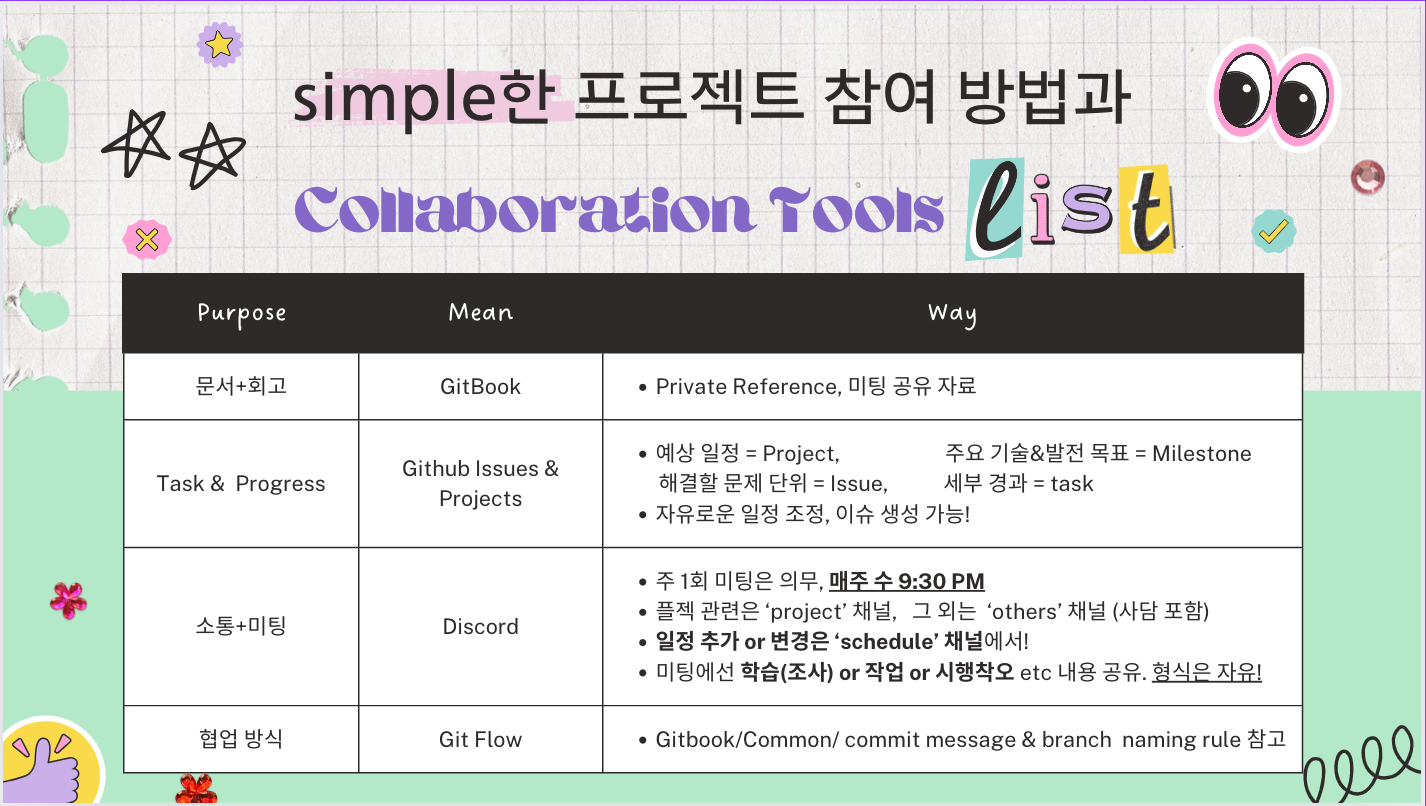 simple한 프로젝트 참여 방법과
Collaboration Tools list
Purpose Mean Way
문서+회고 GitBook • Private Reference, 미팅 공유 자료
Task & Progress
Github Issues &
Projects
• 예상 일정 = Project, 주요 기술&발전 목표 = Milestone
해결할 문제 단위 = Issue, 세부 경과 = task
• 자유로운 일정 조정, 이슈 생성 가능!
소통+미팅
Discord
• 주 1회 미팅은 의무, 매주 수 9:30 PM
• 플젝 관련은 ‘project’ 채널, 그 외는 ‘others’ 채널 (사담 포함)
• 일정 추가 or 변경은 ‘schedule’ 채널에서!
• 미팅에선 학습(조사) or 작업 or 시행착오 etc 내용 공유. 형식은 자유!
협업 방식 Git Flow • Gitbook/Common/ commit message & branch naming rule 참고